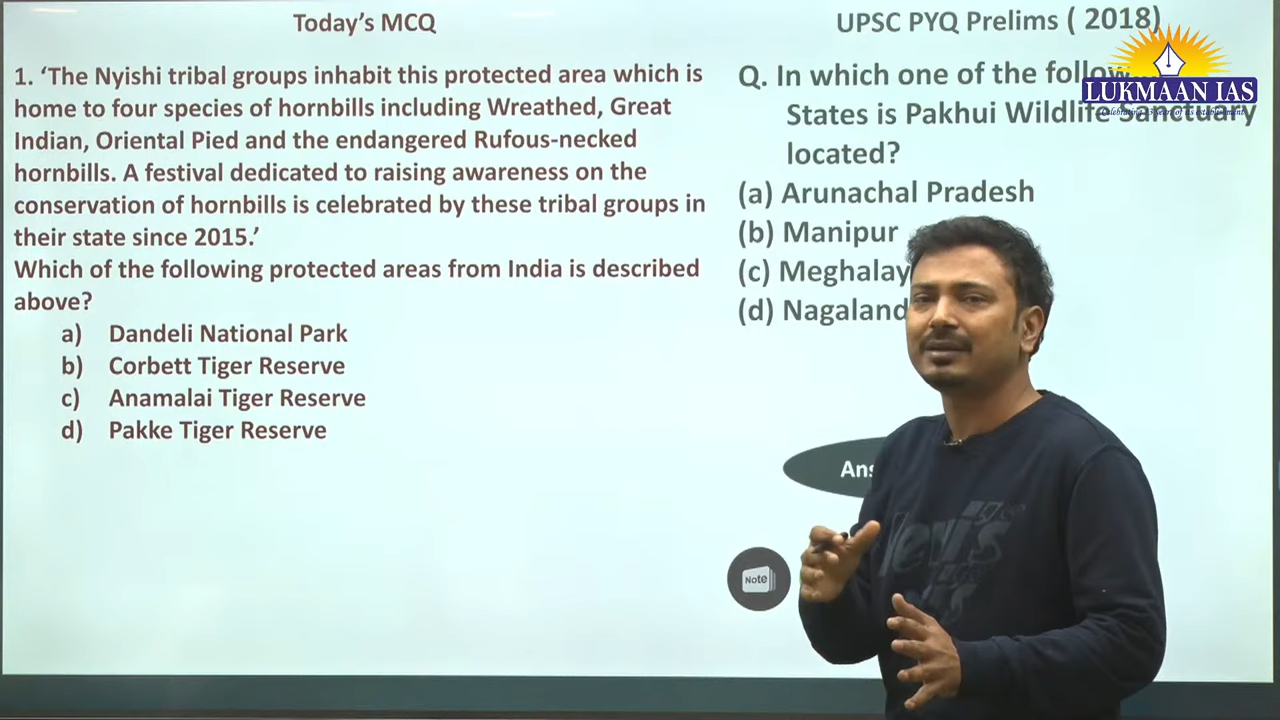 Today's MCQ
1. ‘The Nyishi tribal groups inhabit this protected area which is
home to four species of hornbills including Wreathed, Great
Indian, Oriental Pied and the endangered Rufous-necked
hornbills. A festival dedicated to raising awareness on the
conservation of hornbills is celebrated by these tribal groups in
their state since 2015.’
Which of the following protected areas from India is described
above?
a) Dandeli National Park
b) Corbett Tiger Reserve
c) Anamalai Tiger Reserve
d) Pakke Tiger Reserve
UPSC PYQ Prelims ( 2018)
Q. In which one of the follow
States is Pakhui Wildlife Sanctuary
located?
(a) Arunachal Pradesh
(b) Manipur
(c) Meghalay
(d) Nagaland
Ans
Note
LUKMAAN IAS
Levi's